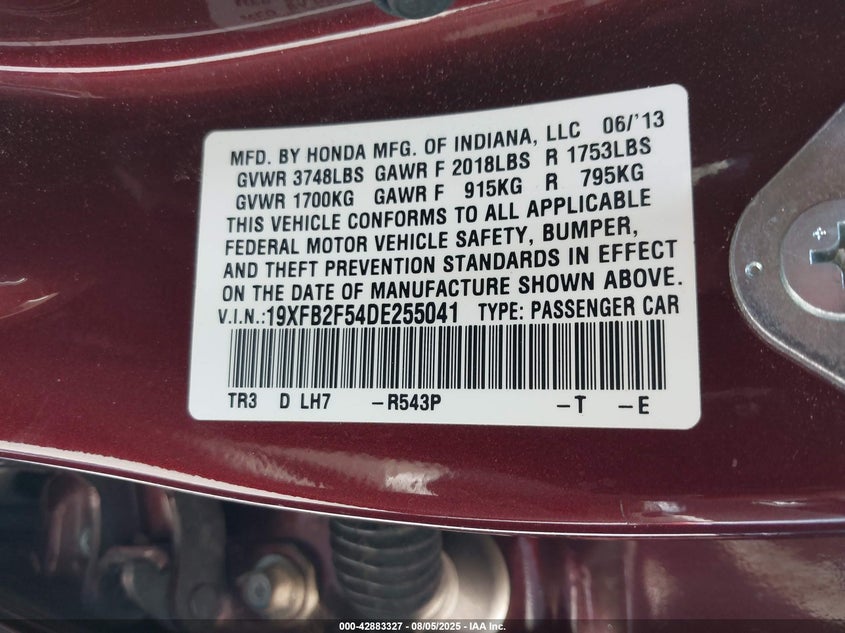 MFD. BY HONDA MFG. OF INDIANA, LLC 06/'13
GVWR 3748LBS GAWR F 2018LBS R 1753LBS
GVWR 1700KG GAWR F 915KG R 795KG
THIS VEHICLE CONFORMS TO ALL APPLICABLE
FEDERAL MOTOR VEHICLE SAFETY, BUMPER,
AND THEFT PREVENTION STANDARDS IN EFFECT
ON THE DATE OF MANUFACTURE SHOWN ABOVE.
V.I.N.:19XFB2F54DE255041 TYPE: PASSENGER CAR
TR3 D LH7 -R543P -T -E
000-42883327 - 08/05/2025 - IAA Inc.